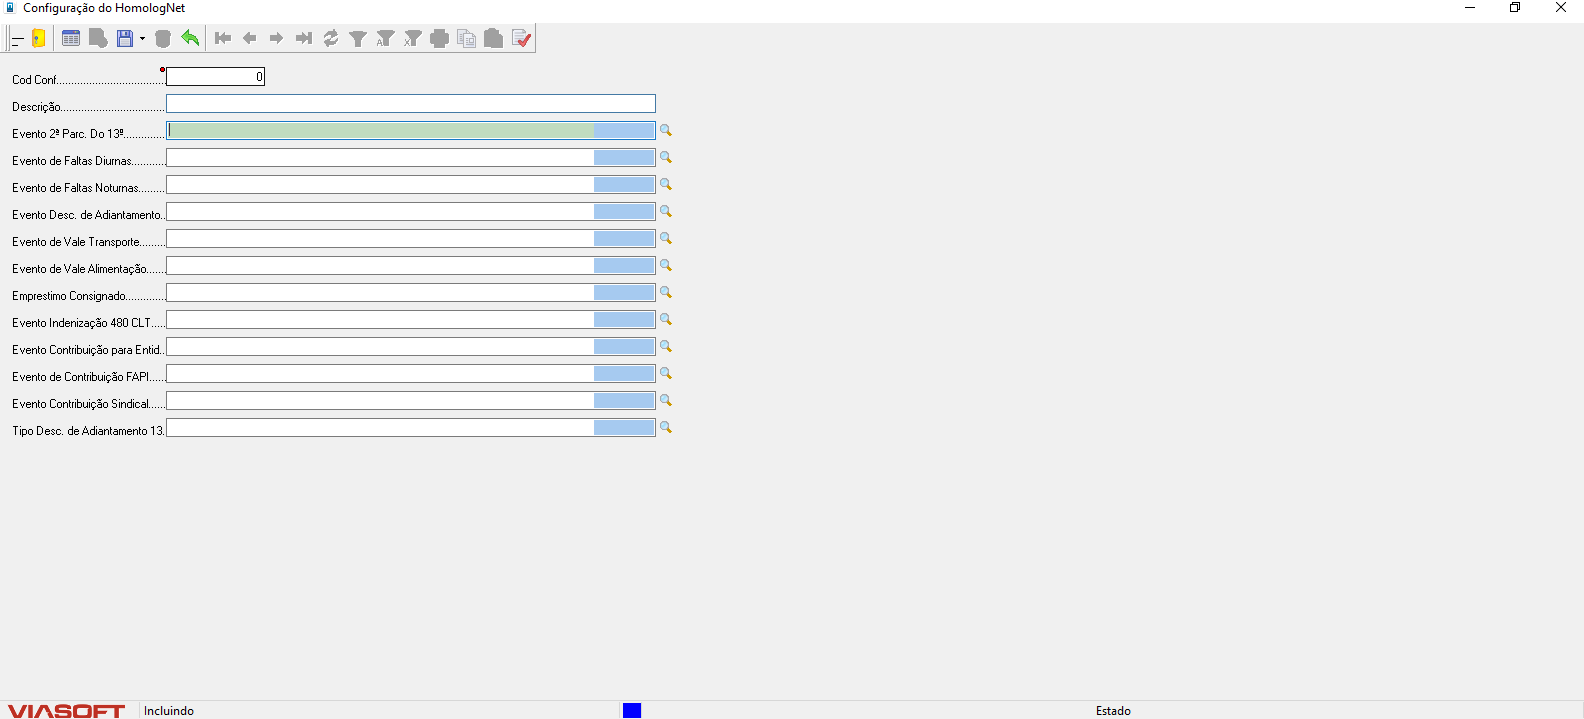 Configuração do HomologNet
Cod Conf..................................... 0
Descrição...................................
Evento 2ª Parc. Do 13º..............
Evento de Faltas Diurnas............
Evento de Faltas Noturnas.........
Evento Desc. de Adiantamento..
Evento de Vale Transporte.........
Evento de Vale Alimentação.......
Emprestimo Consignado.............
Evento Indenização 480 CLT.....
Evento Contribuição para Entid..
Evento de Contribuição FAPI......
Evento Contribuição Sindical......
Tipo Desc. de Adiantamento 13.
VIASOFT Incluindo Estado